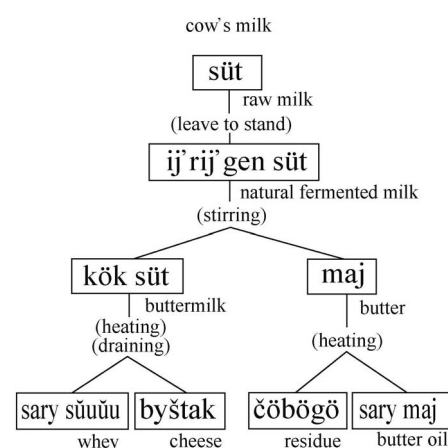 cow's milk
süt
raw milk
(leave to stand)
ij'rij'gen süt
natural fermented milk
(stirring)
kök süt
maj
buttermilk
butter
(heating)
(draining)
(heating)
sary sŭuŭu
byštak
čöbögö
sary maj
whey
cheese
residue
butter oil